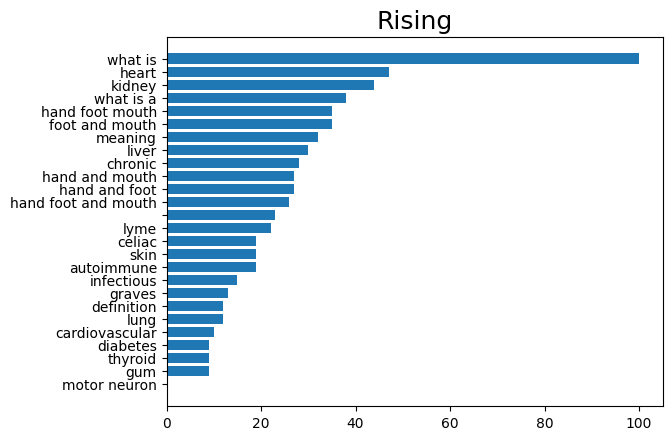 Rising
what is
heart
kidney
what is a
hand foot mouth
foot and mouth
meaning
liver
chronic
hand and mouth
hand and foot
hand foot and mouth
lyme
celiac
skin
autoimmune
infectious
graves
definition
lung
cardiovascular
diabetes
thyroid
gum
motor neuron
0 20 40 60 80 100